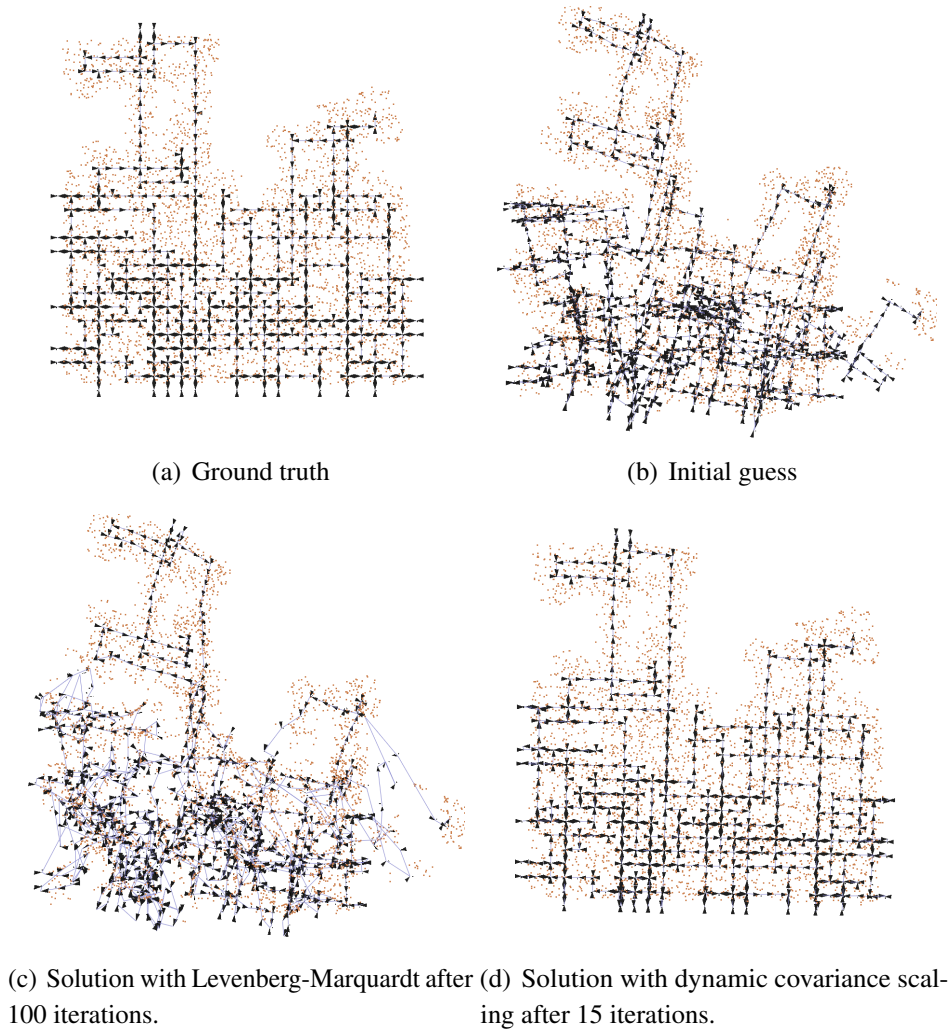 (a) Ground truth
(b) Initial guess
(c) Solution with Levenberg-Marquardt after
100 iterations.
(d) Solution with dynamic covariance scal-
ing after 15 iterations.